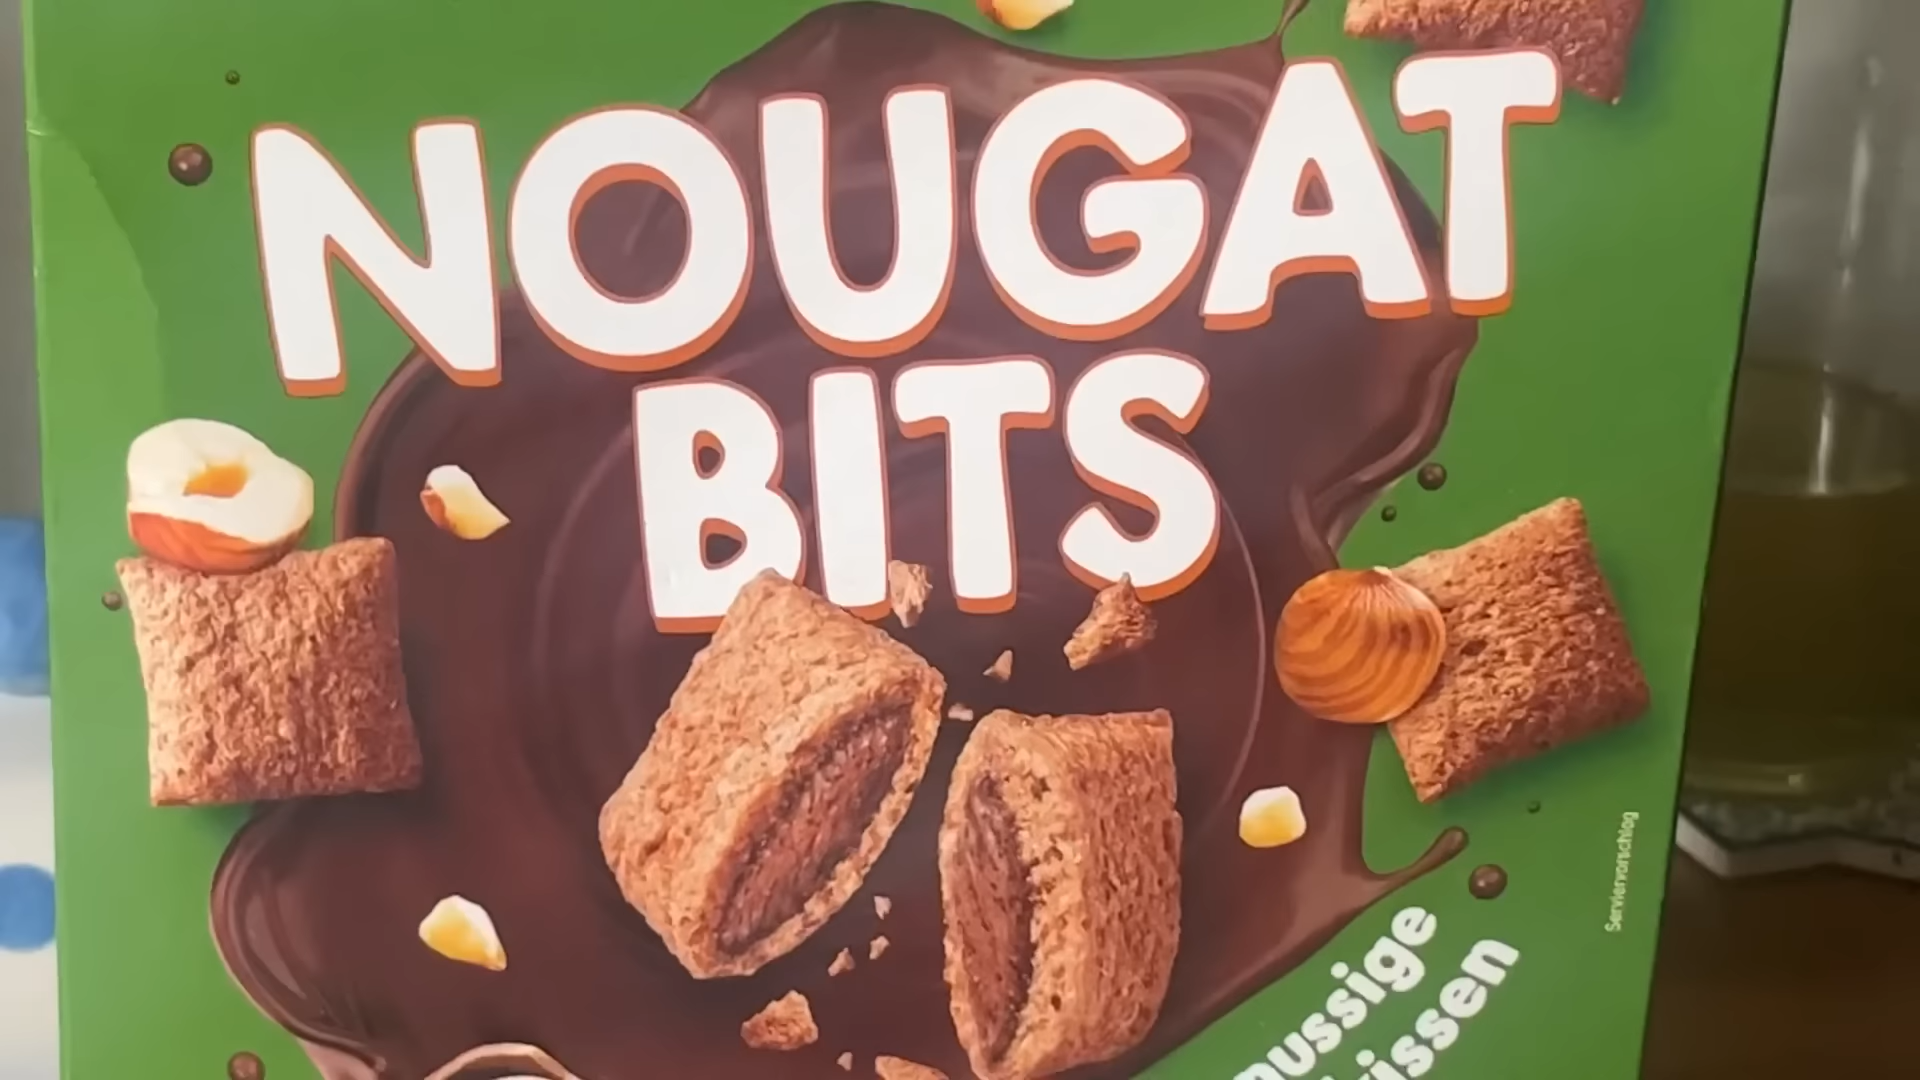 NOUGAT
BITS
Serviervorschlag
nussige
kissen